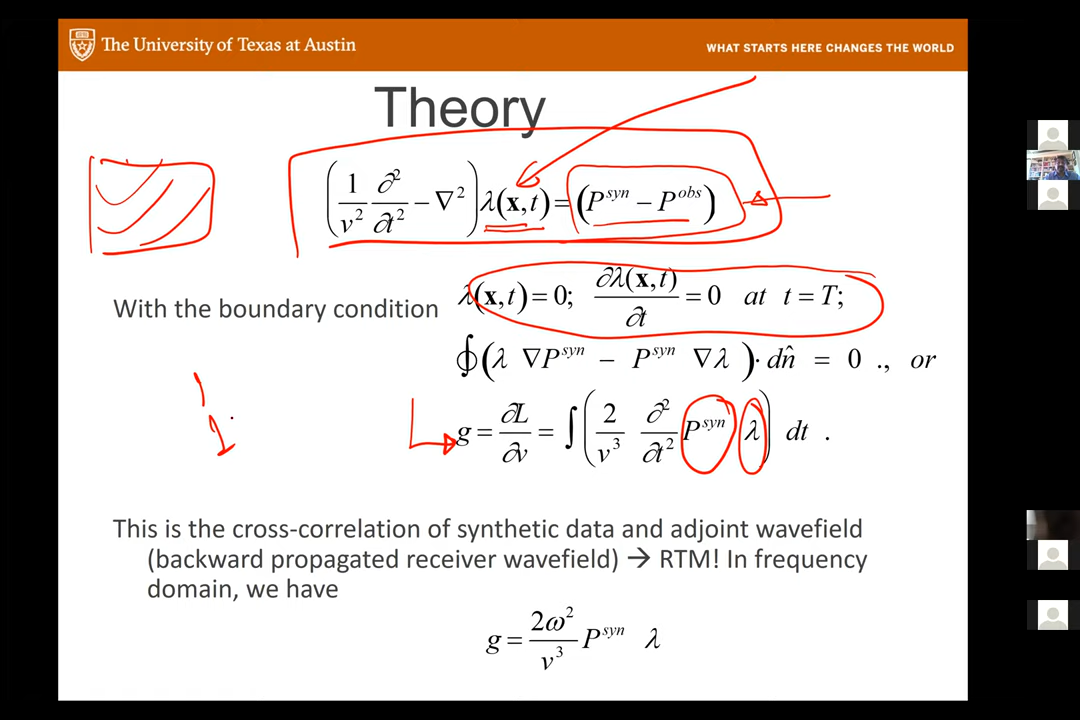 The University of Texas at Austin
WHAT STARTS HERE CHANGES THE WORLD
Theory
(1/v² ∂²/∂t² − ∇²) λ(x,t) = (P^syn − P^obs)
With the boundary condition λ(x,t) = 0; ∂λ(x,t)/∂t = 0 at t = T;
∮(λ ∇P^syn − P^syn ∇λ)· dn̂ = 0 ., or
g = ∂L/∂v = ∫(2/v³ ∂²/∂t² P^syn λ) dt .
This is the cross-correlation of synthetic data and adjoint wavefield
(backward propagated receiver wavefield) → RTM! In frequency
domain, we have
g = 2ω²/v³ P^syn λ